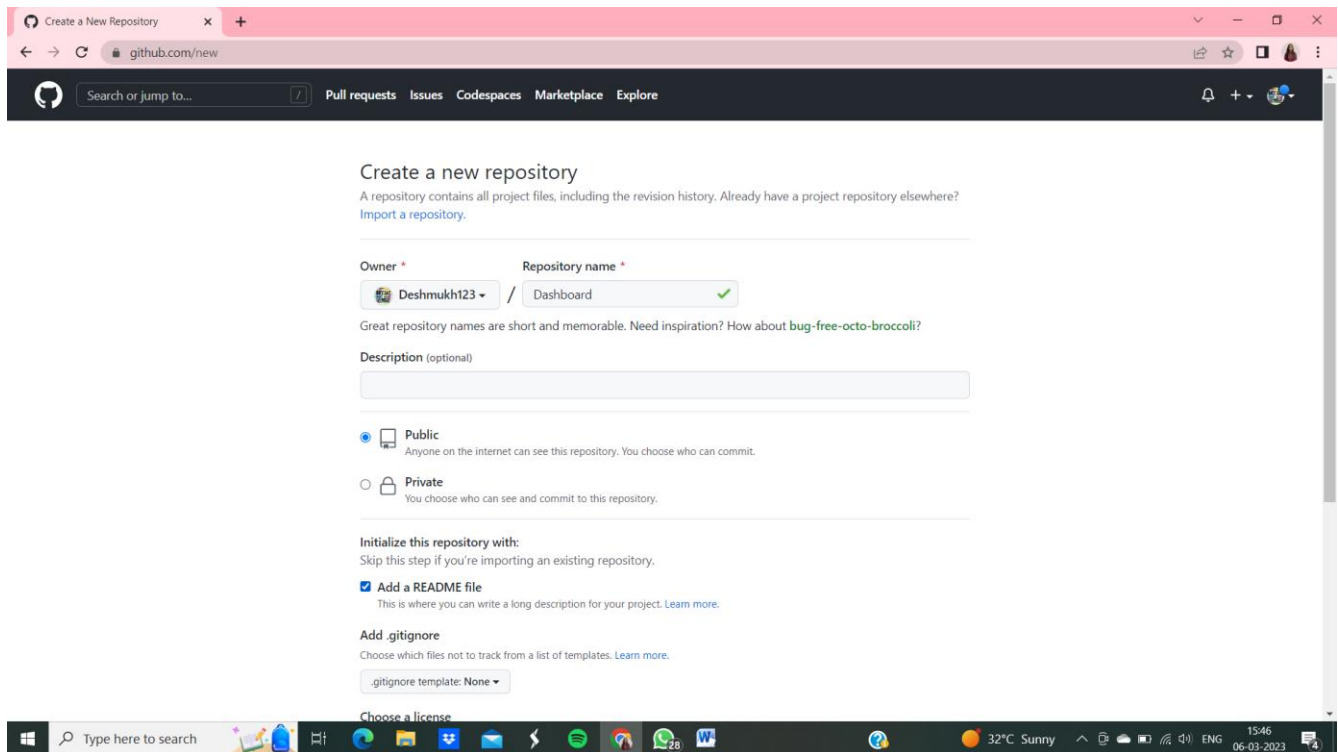 Create a New Repository
github.com/new
Search or jump to... / Pull requests Issues Codespaces Marketplace Explore
Create a new repository
A repository contains all project files, including the revision history. Already have a project repository elsewhere?
Import a repository.
Owner * Repository name *
Deshmukh123 / Dashboard
Great repository names are short and memorable. Need inspiration? How about bug-free-octo-broccoli?
Description (optional)
Public
Anyone on the internet can see this repository. You choose who can commit.
Private
You choose who can see and commit to this repository.
Initialize this repository with:
Skip this step if you're importing an existing repository.
Add a README file
This is where you can write a long description for your project. Learn more.
Add .gitignore
Choose which files not to track from a list of templates. Learn more.
.gitignore template: None
Choose a license
Type here to search 28 W 32°C Sunny ENG 15:46
06-03-2023 4